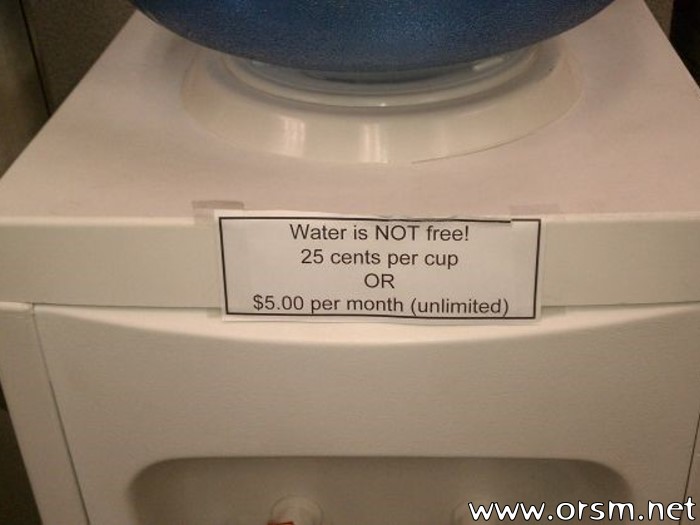 Water is NOT free!
25 cents per cup
OR
$5.00 per month (unlimited)
www.orsm.net